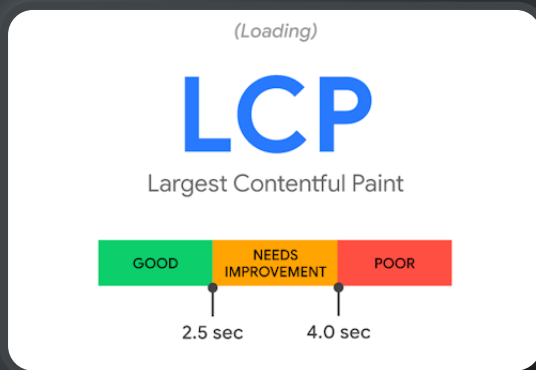 (Loading)
LCP
Largest Contentful Paint
GOOD
NEEDS
IMPROVEMENT
POOR
2.5 sec
4.0 sec